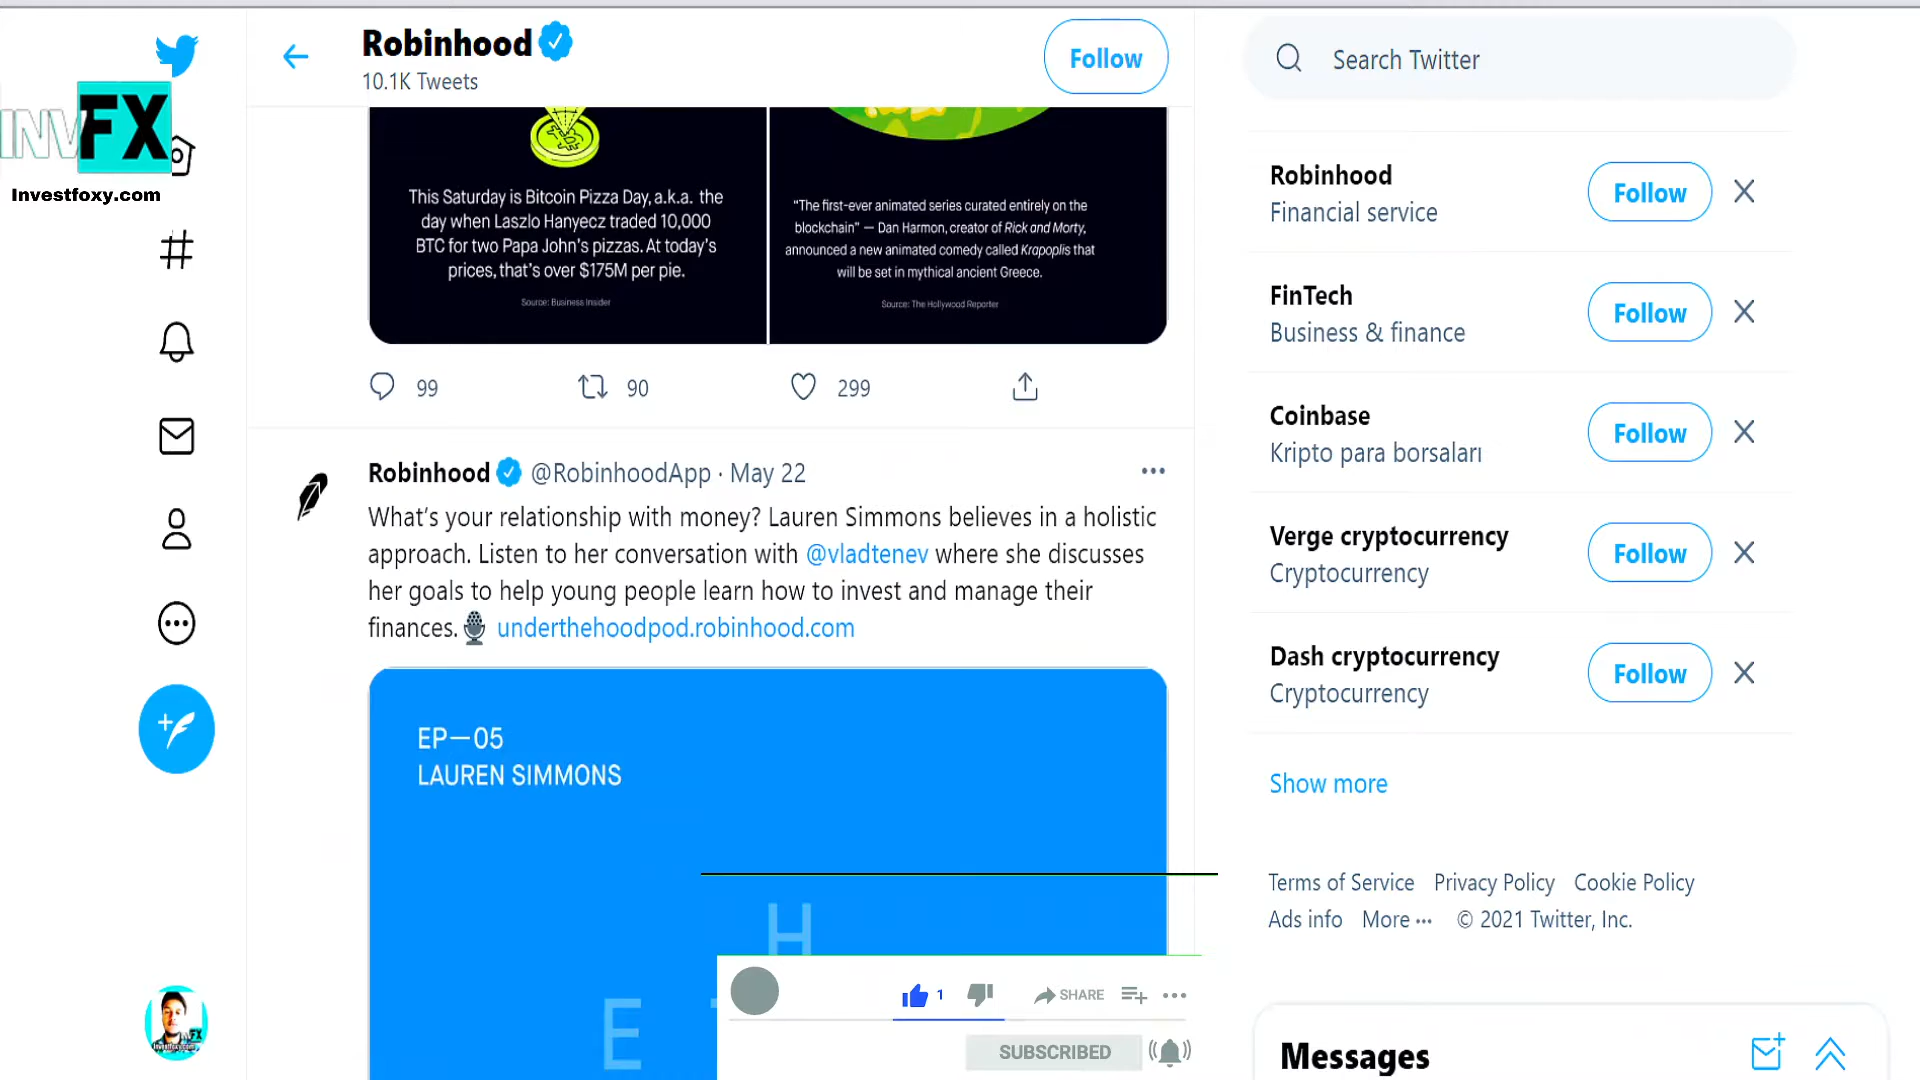 Robinhood
10.1K Tweets
Follow
Search Twitter
INVFX
Investfoxy.com
This Saturday is Bitcoin Pizza Day, a.k.a. the
day when Laszlo Hanyecz traded 10,000
BTC for two Papa John's pizzas. At today's
prices, that's over $175M per pie.
Source: Business Insider
“The first-ever animated series curated entirely on the
blockchain” — Dan Harmon, creator of Rick and Morty,
announced a new animated comedy called Krapopolis that
will be set in mythical ancient Greece.
Source: The Hollywood Reporter
99 90 299
Robinhood @RobinhoodApp · May 22
What's your relationship with money? Lauren Simmons believes in a holistic
approach. Listen to her conversation with @vladtenev where she discusses
her goals to help young people learn how to invest and manage their
finances. underthehoodpod.robinhood.com
EP—05
LAUREN SIMMONS
H
E
1 SHARE
SUBSCRIBED
Robinhood
Financial service
Follow
FinTech
Business & finance
Follow
Coinbase
Kripto para borsaları
Follow
Verge cryptocurrency
Cryptocurrency
Follow
Dash cryptocurrency
Cryptocurrency
Follow
Show more
Terms of Service Privacy Policy Cookie Policy
Ads info More ··· © 2021 Twitter, Inc.
Messages